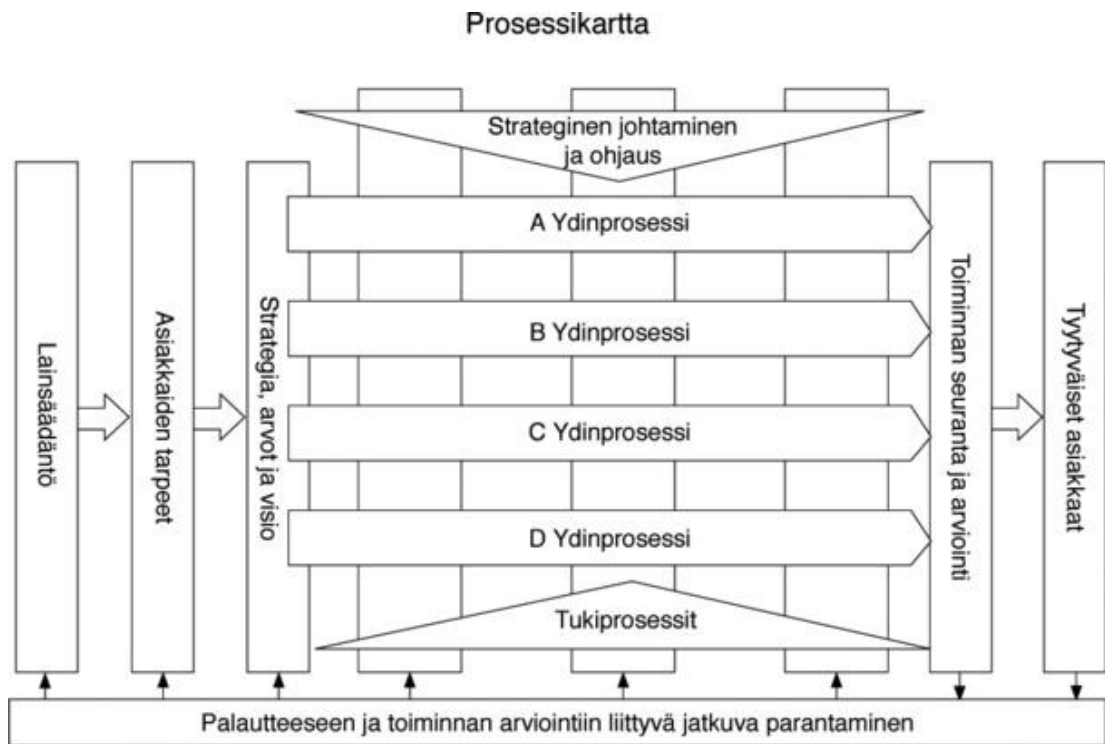 Prosessikartta
Strateginen johtaminen
ja ohjaus
Lainsäädäntö
Asiakkaiden tarpeet
Strategia, arvot ja visio
A Ydinprosessi
B Ydinprosessi
C Ydinprosessi
D Ydinprosessi
Tukiprosessit
Toiminnan seuranta ja arviointi
Tyytyväiset asiakkaat
Palautteeseen ja toiminnan arviointiin liittyvä jatkuva parantaminen